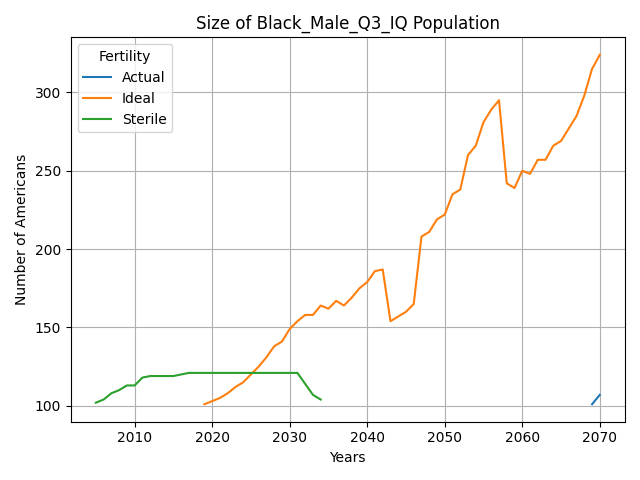 Size of Black_Male_Q3_IQ Population
Fertility
Actual
Ideal
Sterile
Number of Americans
300
250
200
150
100
2010 2020 2030 2040 2050 2060 2070
Years